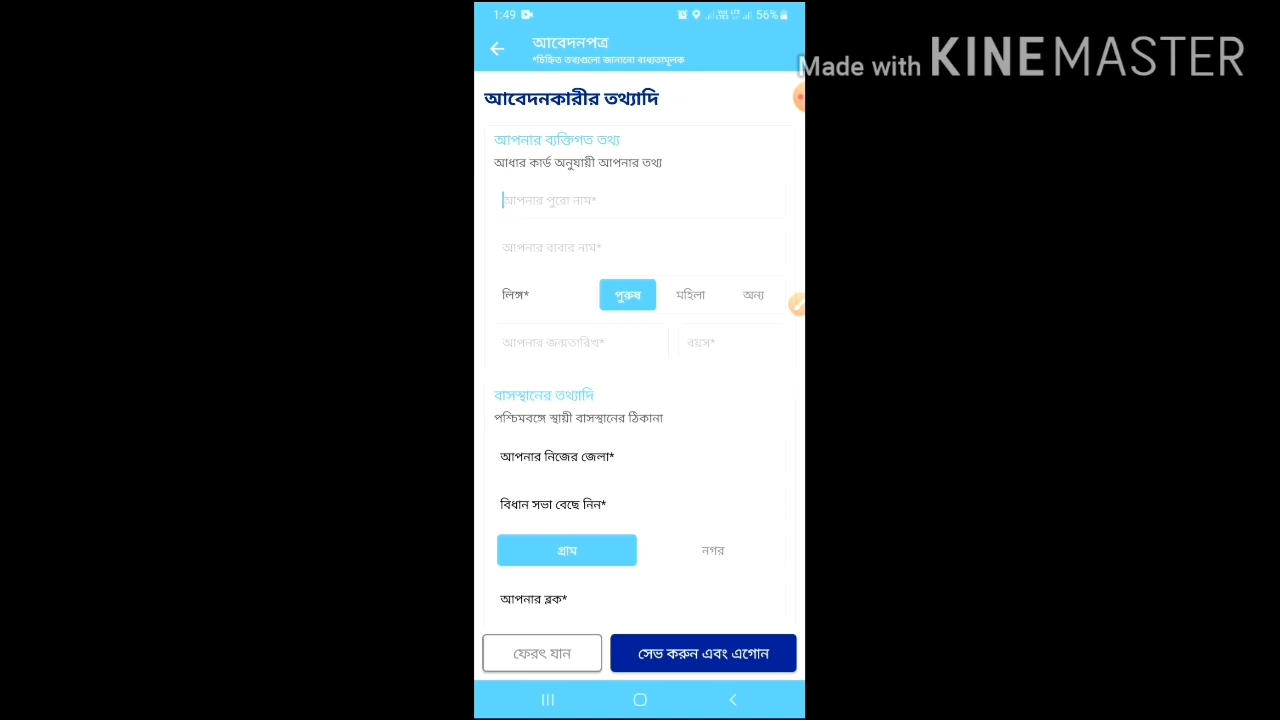 1:49
56%
আবেদনপত্র
*চিহ্নিত তথ্যগুলো জানানো বাধ্যতামূলক
Made with KINEMASTER
আবেদনকারীর তথ্যাদি
আপনার ব্যক্তিগত তথ্য
আধার কার্ড অনুযায়ী আপনার তথ্য
আপনার পুরো নাম*
আপনার বাবার নাম*
লিঙ্গ* পুরুষ মহিলা অন্য
আপনার জন্মতারিখ* বয়স*
বাসস্থানের তথ্যাদি
পশ্চিমবঙ্গে স্থায়ী বাসস্থানের ঠিকানা
আপনার নিজের জেলা*
বিধান সভা বেছে নিন*
গ্রাম নগর
আপনার ব্লক*
ফেরৎ যান সেভ করুন এবং এগোন